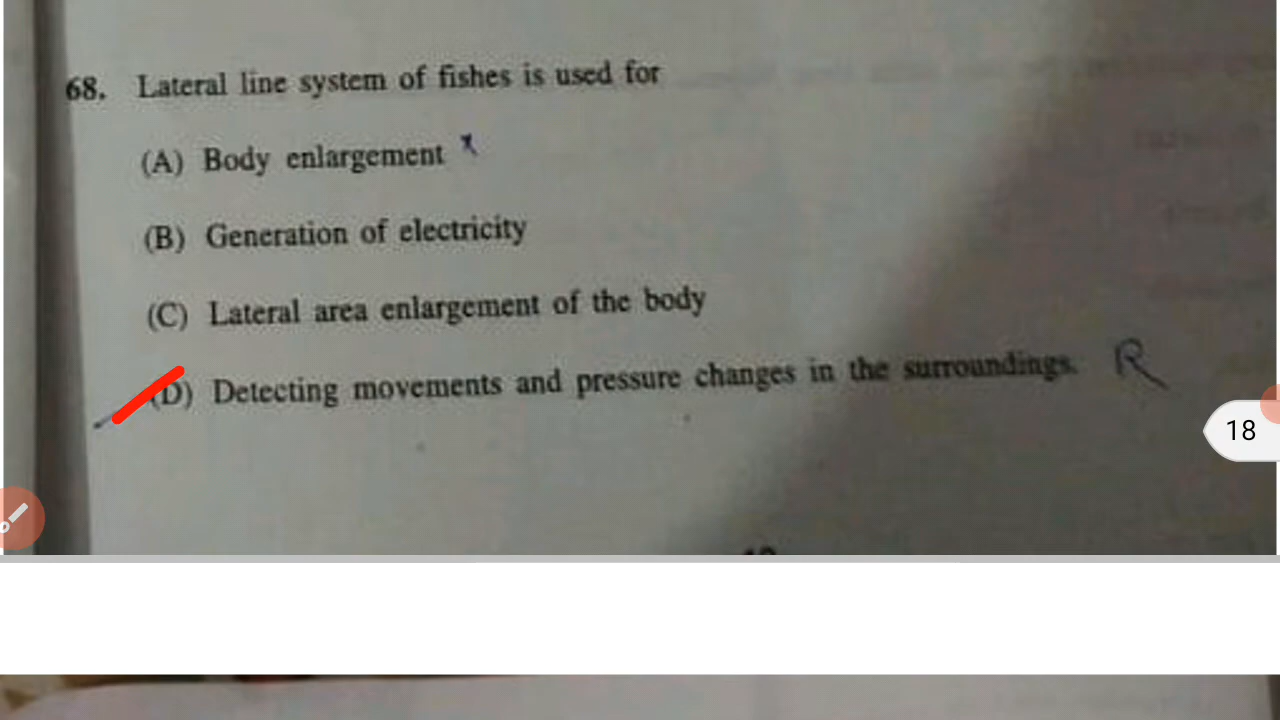 68. Lateral line system of fishes is used for
(A) Body enlargement x
(B) Generation of electricity
(C) Lateral area enlargement of the body
(D) Detecting movements and pressure changes in the surroundings. R
18